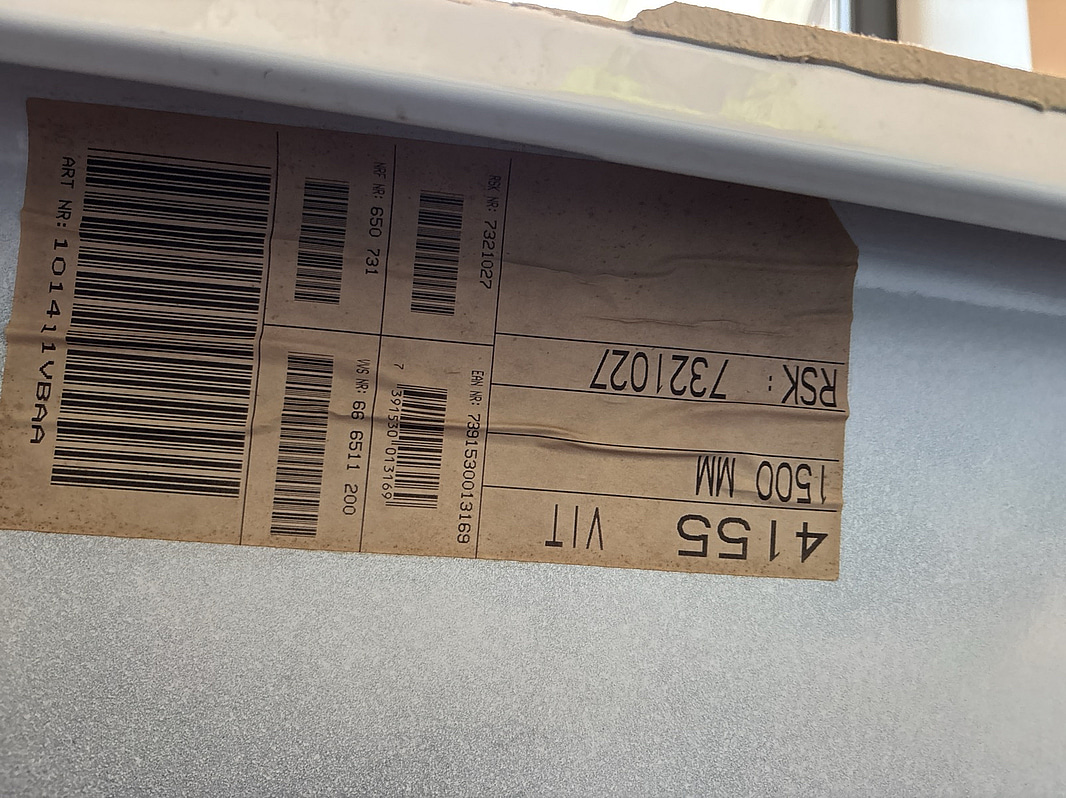 4155 VIT
1500 MM
RSK: 7321027
RSK NR: 7321027
EAN NR: 7391530013169
7 391530 013169
NRF NR: 650 731
VVS NR: 66 6511 200
ART NR: 101411VBAA